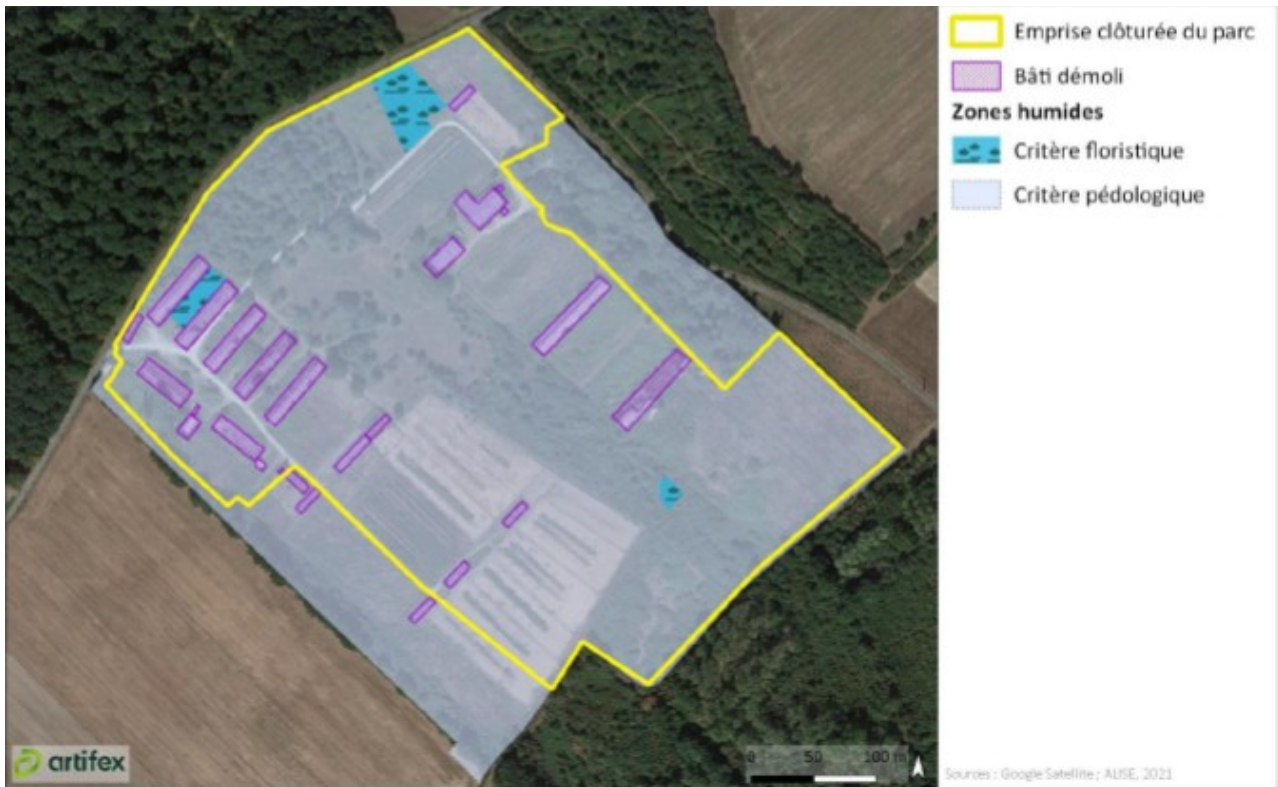 Emprise clôturée du parc
Bâti démoli
Zones humides
Critère floristique
Critère pédologique
artifex
0 50 100 m
Sources : Google Satellite ; ALISE, 2021